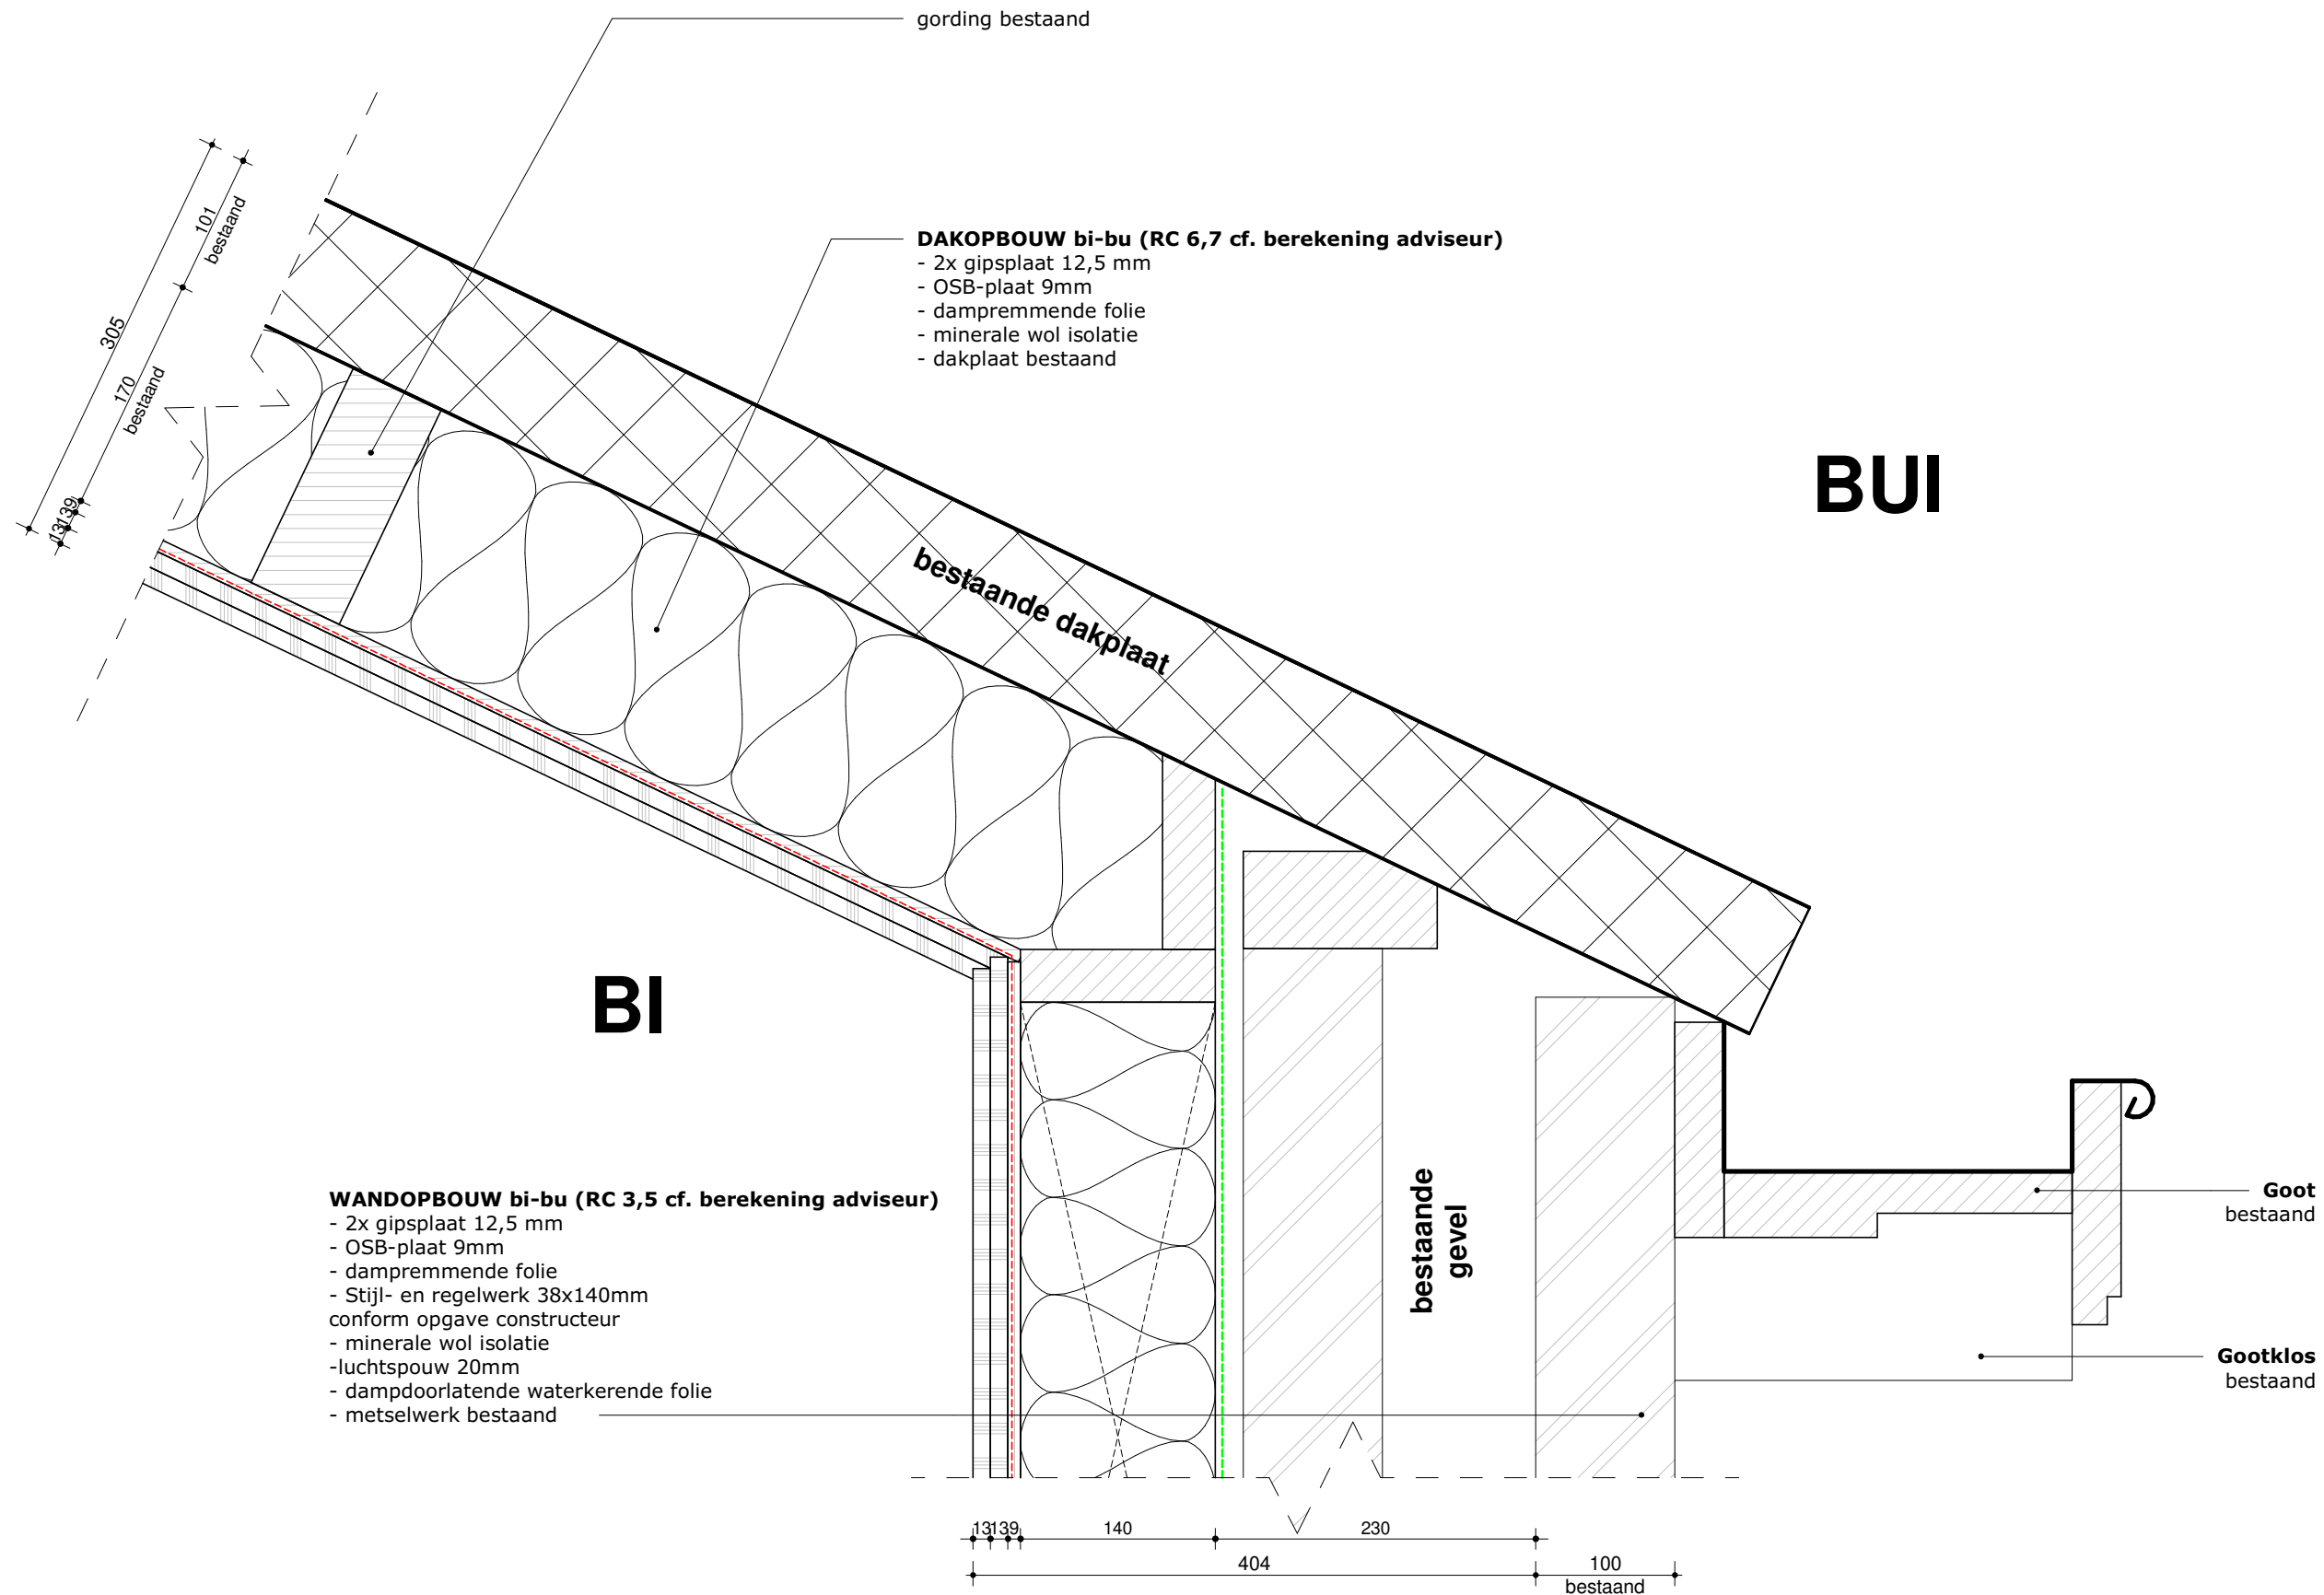 gording bestaand
101
bestaand
305
170
bestaand
9
13
13
DAKOPBOUW bi-bu (RC 6,7 cf. berekening adviseur)
- 2x gipsplaat 12,5 mm
- OSB-plaat 9mm
- dampremmende folie
- minerale wol isolatie
- dakplaat bestaand
BUI
bestaande dakplaat
BI
WANDOPBOUW bi-bu (RC 3,5 cf. berekening adviseur)
- 2x gipsplaat 12,5 mm
- OSB-plaat 9mm
- dampremmende folie
- Stijl- en regelwerk 38x140mm
conform opgave constructeur
- minerale wol isolatie
-luchtspouw 20mm
- dampdoorlatende waterkerende folie
- metselwerk bestaand
bestaande
gevel
Goot
bestaand
Gootklos
bestaand
13 13 9 140 230
404 100
bestaand